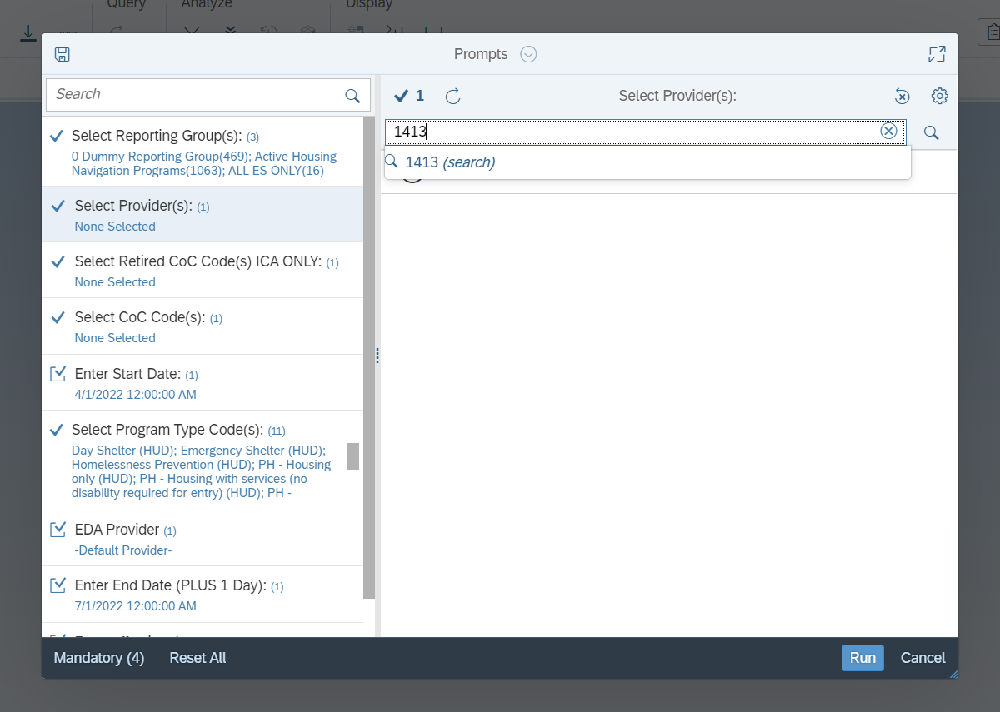 Query
Analyze
Display
Prompts
Search
Select Reporting Group(s): (3)
0 Dummy Reporting Group(469); Active Housing
Navigation Programs(1063); ALL ES ONLY(16)
Select Provider(s): (1)
None Selected
Select Retired CoC Code(s) ICA ONLY: (1)
None Selected
Select CoC Code(s): (1)
None Selected
Enter Start Date: (1)
4/1/2022 12:00:00 AM
Select Program Type Code(s): (11)
Day Shelter (HUD); Emergency Shelter (HUD);
Homelessness Prevention (HUD); PH - Housing
only (HUD); PH - Housing with services (no
disability required for entry) (HUD); PH -
EDA Provider (1)
-Default Provider-
Enter End Date (PLUS 1 Day): (1)
7/1/2022 12:00:00 AM
1
Select Provider(s):
1413
1413 (search)
Mandatory (4)
Reset All
Run
Cancel